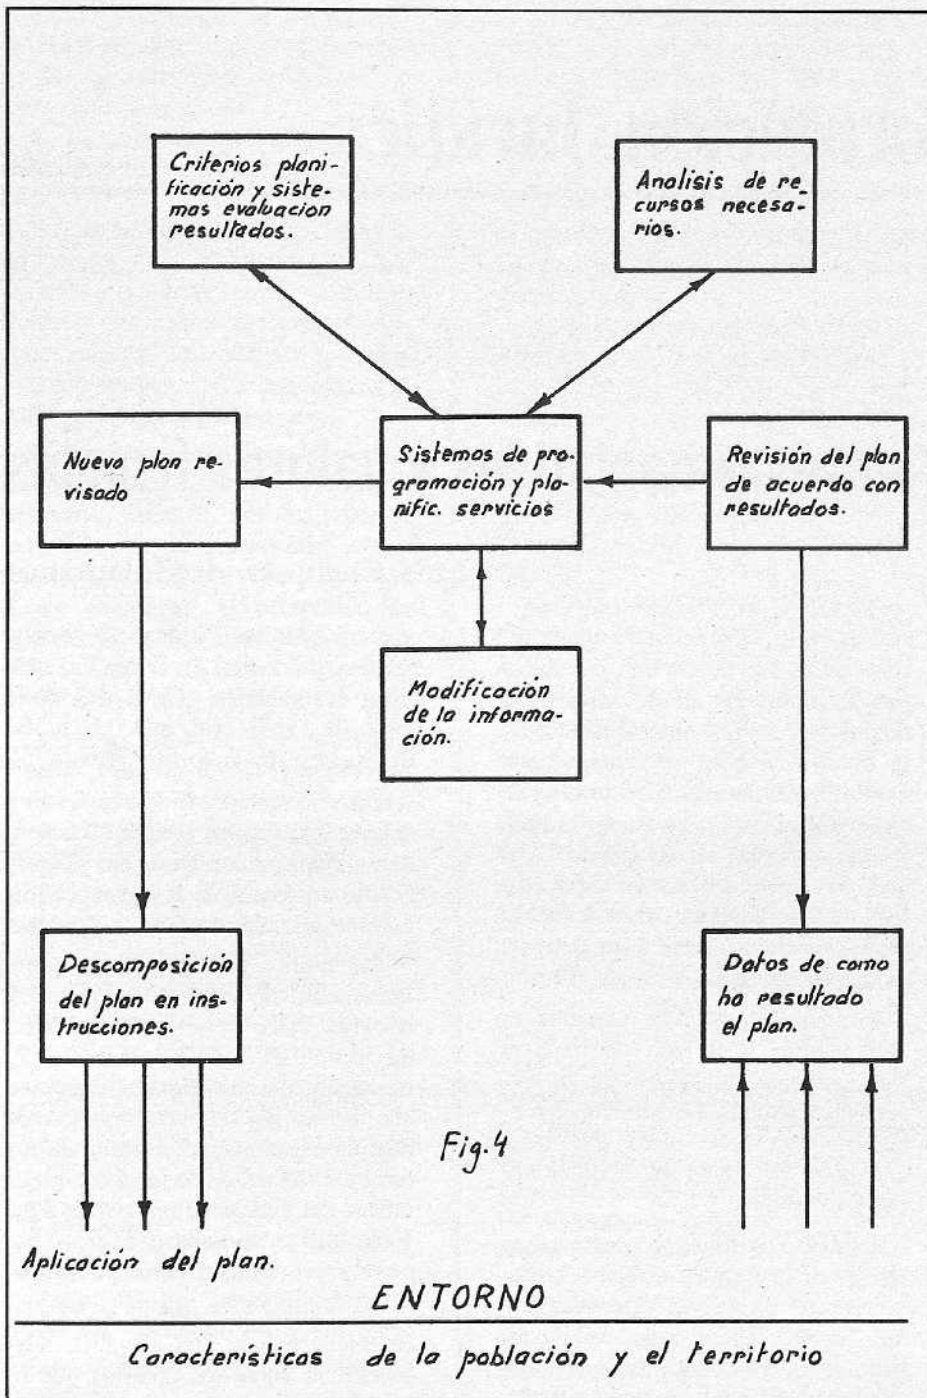 Criterios plani-
ficación y siste-
mas evaluacion
resultados.
Analisis de re-
cursos necesa-
rios.
Nuevo plan re-
visado
Sistemas de pro-
gramación y pla-
nific. servicios
Revisión del plan
de acuerdo con
resultados.
Modificación
de la informa-
ción.
Descomposición
del plan en ins-
trucciones.
Datos de como
ha resultado
el plan.
Fig.4
Aplicación del plan.
ENTORNO
Características de la población y el territorio